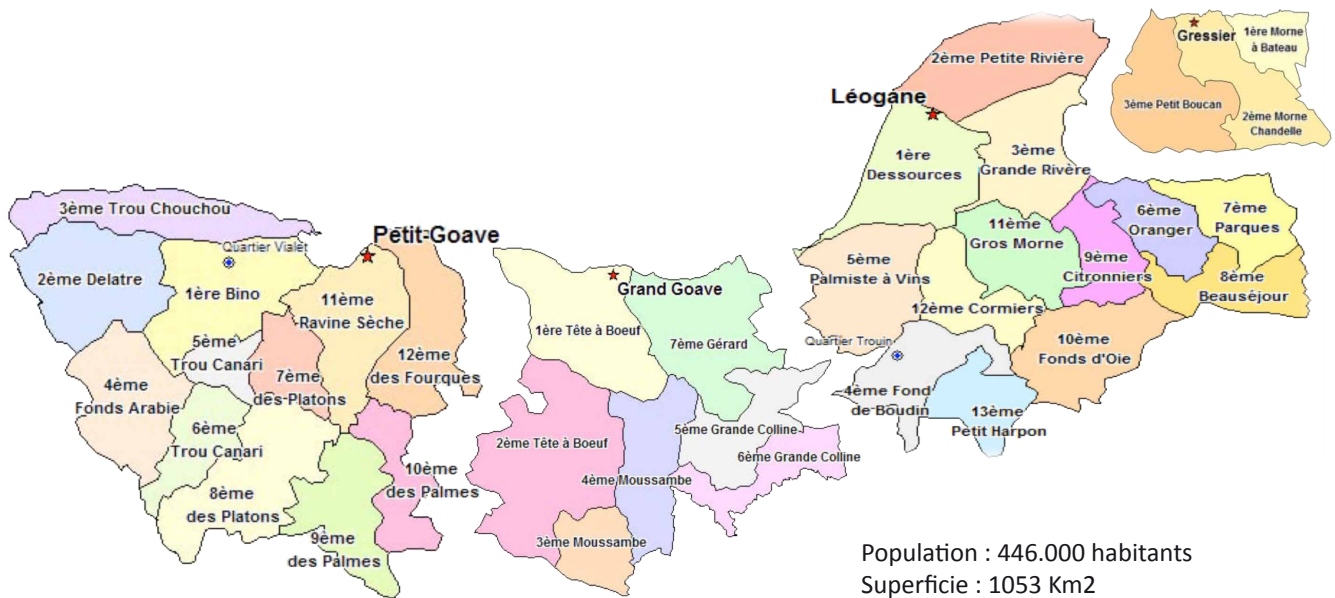 3ème Trou Chouchou
Quartier Vialet
Petit-Goave
2ème Delatre
1ère Bino
11ème
Ravine Sèche
5ème
Trou Canari
12ème
des Fourques
4ème
Fonds Arabie
7ème
des Platons
6ème
Trou Canari
8ème
des Platons
9ème
des Palmes
10ème
des Palmes
Grand Goave
1ère Tête à Boeuf
7ème Gérard
2ème Tête à Boeuf
5ème Grande Colline
6ème Grande Colline
4ème Moussambe
3ème Moussambe
2ème Petite Rivière
Léogane
1ère
Dessources
3ème
Grande Rivière
11ème
Gros Morne
6ème
Oranger
7ème
Parques
5ème
Palmiste à Vins
9ème
Citronniers
8ème
Beauséjour
12ème Cormiers
Quartier Trouin
10ème
Fonds d'Oie
4ème Fond
de Boudin
13ème
Petit Harpon
Gressier
1ère Morne
à Bateau
3ème Petit Boucan
2ème Morne
Chandelle
Population : 446.000 habitants
Superficie : 1053 Km2